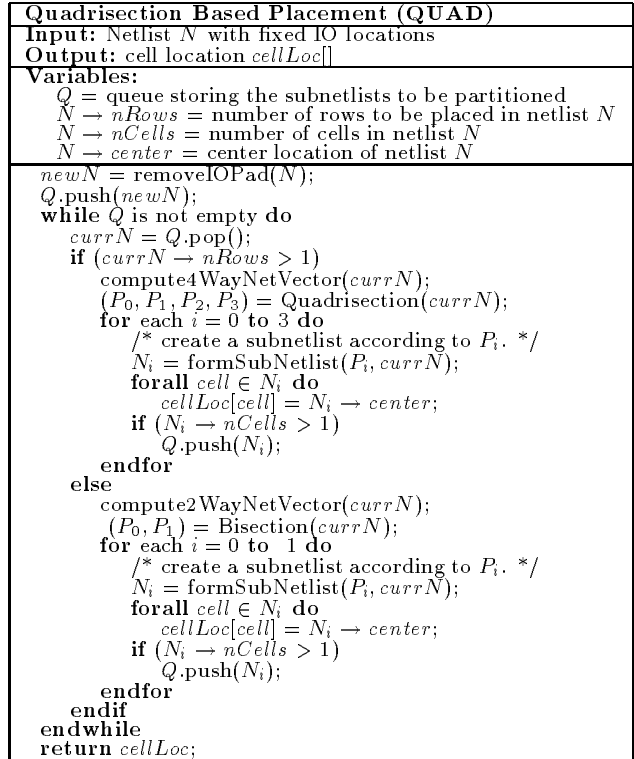 Quadrisection Based Placement (QUAD)
Input: Netlist N with fixed IO locations
Output: cell location cellLoc[]
Variables:
Q = queue storing the subnetlists to be partitioned
N → nRows = number of rows to be placed in netlist N
N → nCells = number of cells in netlist N
N → center = center location of netlist N
newN = removeIOPad(N);
Q.push(newN);
while Q is not empty do
currN = Q.pop();
if (currN → nRows > 1)
compute4WayNetVector(currN);
(P₀, P₁, P₂, P₃) = Quadrisection(currN);
for each i = 0 to 3 do
/* create a subnetlist according to Pᵢ. */
Nᵢ = formSubNetlist(Pᵢ, currN);
forall cell ∈ Nᵢ do
cellLoc[cell] = Nᵢ → center;
if (Nᵢ → nCells > 1)
Q.push(Nᵢ);
endfor
else
compute2WayNetVector(currN);
(P₀, P₁) = Bisection(currN);
for each i = 0 to 1 do
/* create a subnetlist according to Pᵢ. */
Nᵢ = formSubNetlist(Pᵢ, currN);
forall cell ∈ Nᵢ do
cellLoc[cell] = Nᵢ → center;
if (Nᵢ → nCells > 1)
Q.push(Nᵢ);
endfor
endif
endwhile
return cellLoc;